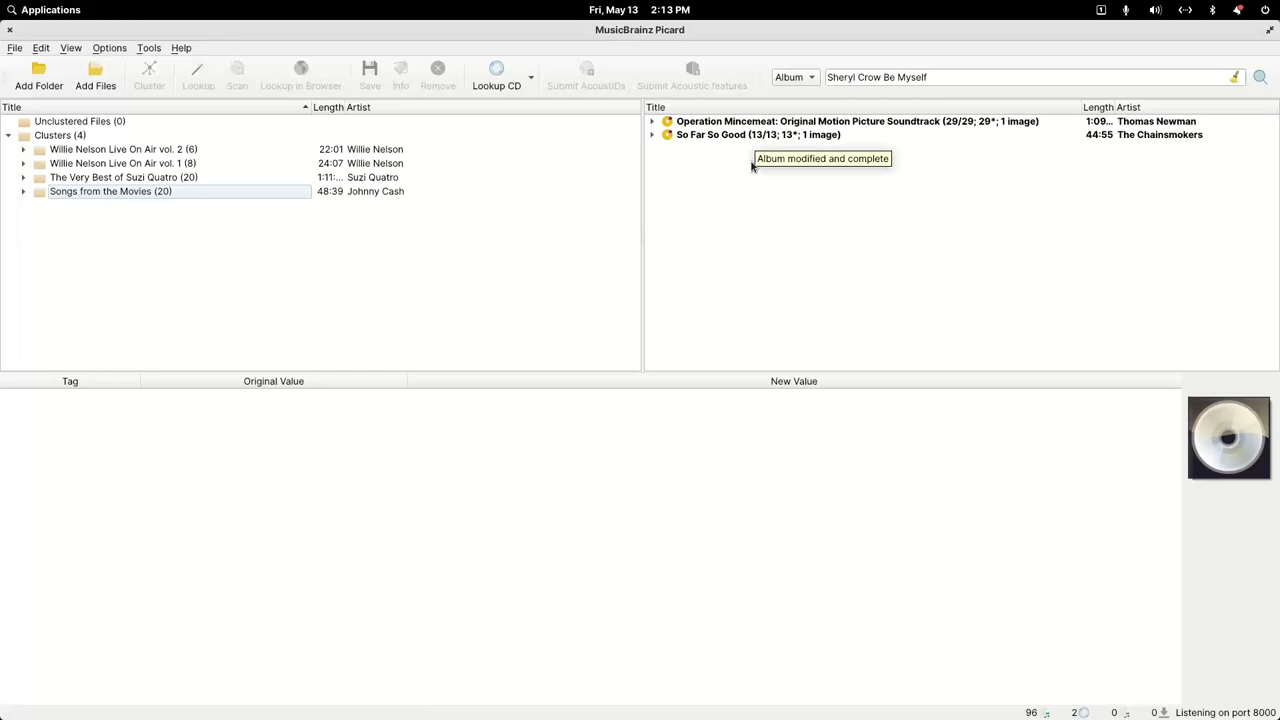 Applications
Fri, May 13 2:13 PM
1
MusicBrainz Picard
File Edit View Options Tools Help
Add Folder Add Files Cluster Lookup Scan Lookup in Browser Save Info Remove Lookup CD Submit AcoustIDs Submit Acoustic features Album Sheryl Crow Be Myself
Title Length Artist
Unclustered Files (0)
Clusters (4)
Willie Nelson Live On Air vol. 2 (6) 22:01 Willie Nelson
Willie Nelson Live On Air vol. 1 (8) 24:07 Willie Nelson
The Very Best of Suzi Quatro (20) 1:11:... Suzi Quatro
Songs from the Movies (20) 48:39 Johnny Cash
Title Length Artist
Operation Mincemeat: Original Motion Picture Soundtrack (29/29; 29*; 1 image) 1:09... Thomas Newman
So Far So Good (13/13; 13*; 1 image) 44:55 The Chainsmokers
Album modified and complete
Tag Original Value New Value
96 2 0 0 Listening on port 8000